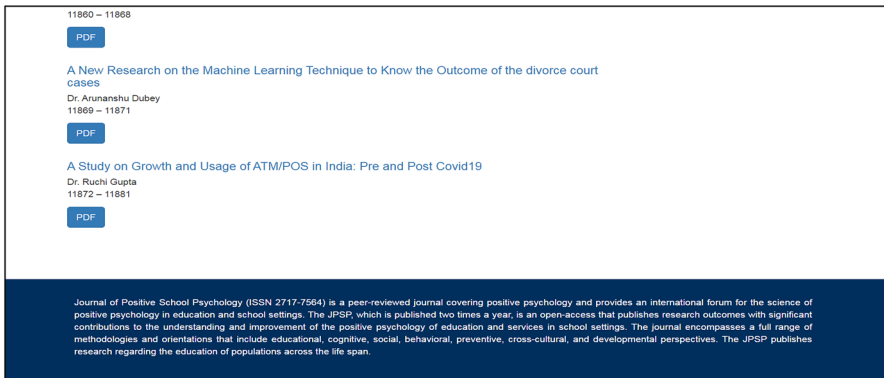 11860 – 11868
PDF
A New Research on the Machine Learning Technique to Know the Outcome of the divorce court
cases
Dr. Arunanshu Dubey
11869 – 11871
PDF
A Study on Growth and Usage of ATM/POS in India: Pre and Post Covid19
Dr. Ruchi Gupta
11872 – 11881
PDF
Journal of Positive School Psychology (ISSN 2717-7564) is a peer-reviewed journal covering positive psychology and provides an international forum for the science of
positive psychology in education and school settings. The JPSP, which is published two times a year, is an open-access that publishes research outcomes with significant
contributions to the understanding and improvement of the positive psychology of education and services in school settings. The journal encompasses a full range of
methodologies and orientations that include educational, cognitive, social, behavioral, preventive, cross-cultural, and developmental perspectives. The JPSP publishes
research regarding the education of populations across the life span.